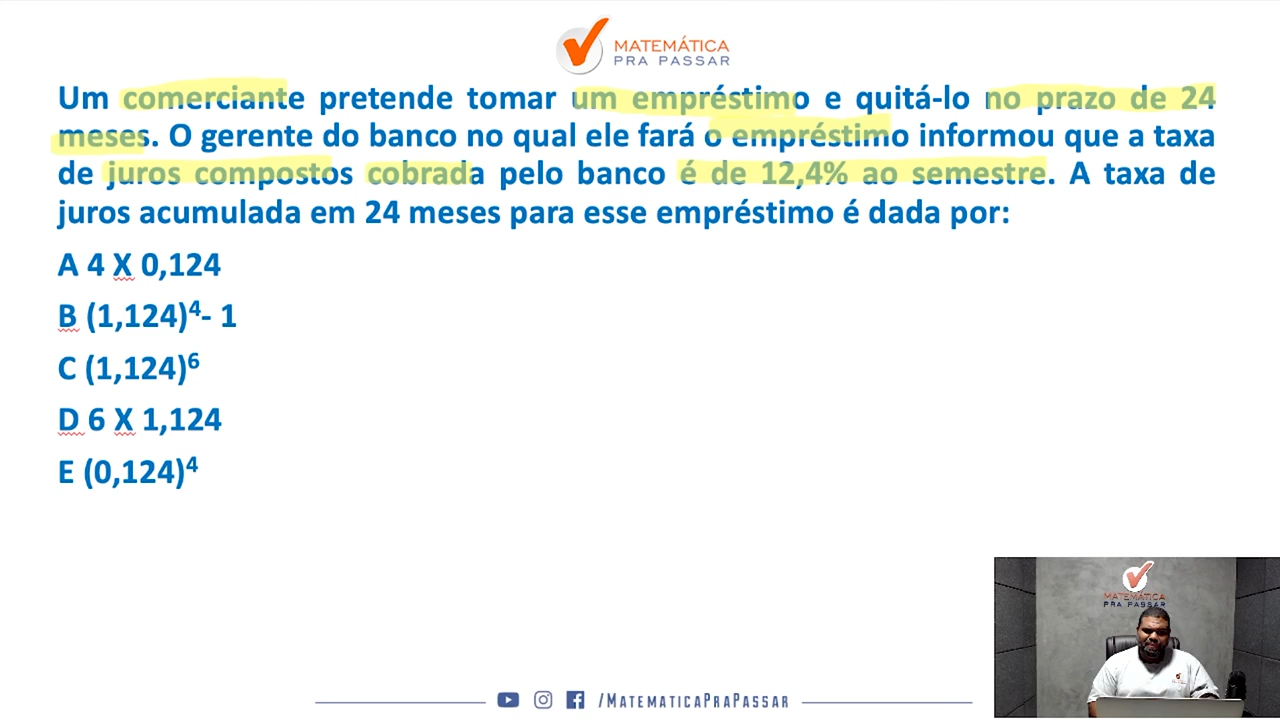 MATEMÁTICA
PRA PASSAR
Um comerciante pretende tomar um empréstimo e quitá-lo no prazo de 24
meses. O gerente do banco no qual ele fará o empréstimo informou que a taxa
de juros compostos cobrada pelo banco é de 12,4% ao semestre. A taxa de
juros acumulada em 24 meses para esse empréstimo é dada por:
A 4 X 0,124
B (1,124)⁴- 1
C (1,124)⁶
D 6 X 1,124
E (0,124)⁴
MATEMÁTICA
PRA PASSAR
/MATEMATICAPRAPASSAR